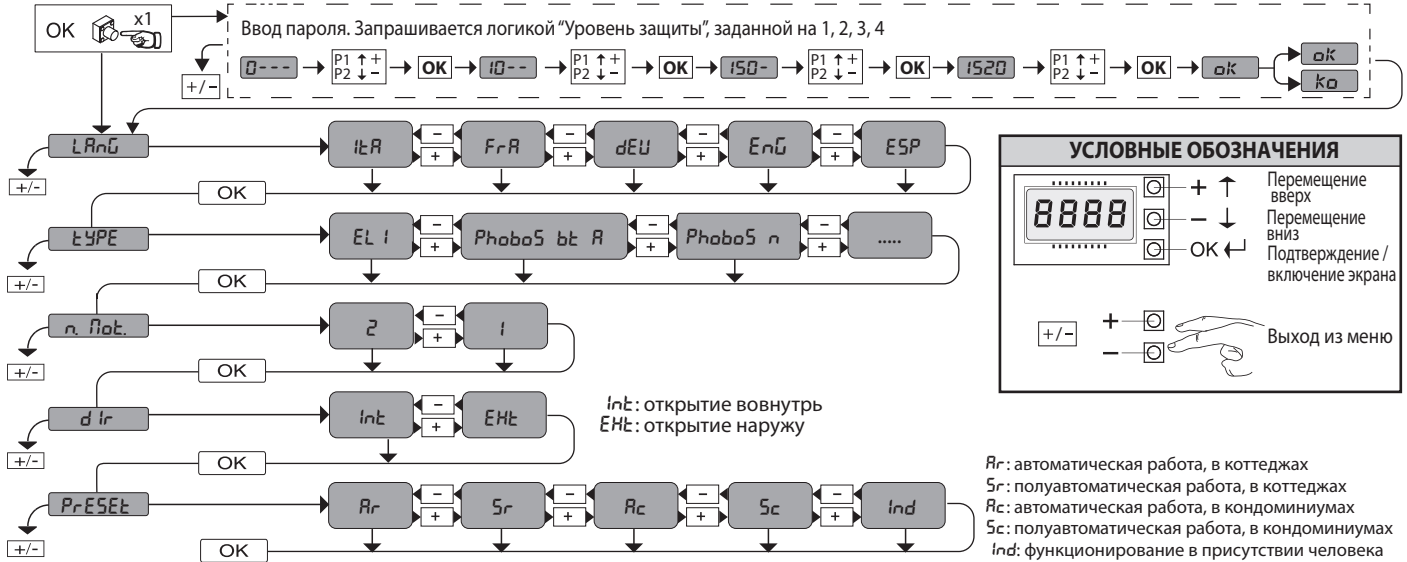 OK x1
Ввод пароля. Запрашивается логикой “Уровень защиты”, заданной на 1, 2, 3, 4
0--- P1 ↑ + P2 ↓ – OK 10-- P1 ↑ + P2 ↓ – OK 150- P1 ↑ + P2 ↓ – OK 1520 P1 ↑ + P2 ↓ – OK oK oK
Ko
+/-
LAnG ItA – + FrA – + dEU – + EnG – + ESP
+/-
OK
tYPE ELI – + PhoboS bt A – + PhoboS n – + .....
+/-
OK
n. Mot. 2 – + 1
+/-
OK
dir Int – + EHt
+/-
Int: открытие вовнутрь
EHt: открытие наружу
OK
PrESEt Ar – + Sr – + Ac – + Sc – + Ind
+/-
OK
УСЛОВНЫЕ ОБОЗНАЧЕНИЯ
8888
+ ↑ Перемещение
вверх
– ↓ Перемещение
вниз
OK Подтверждение /
включение экрана
+/- + – Выход из меню
Ar: автоматическая работа, в коттеджах
Sr: полуавтоматическая работа, в коттеджах
Ac: автоматическая работа, в кондоминиумах
Sc: полуавтоматическая работа, в кондоминиумах
Ind: функционирование в присутствии человека